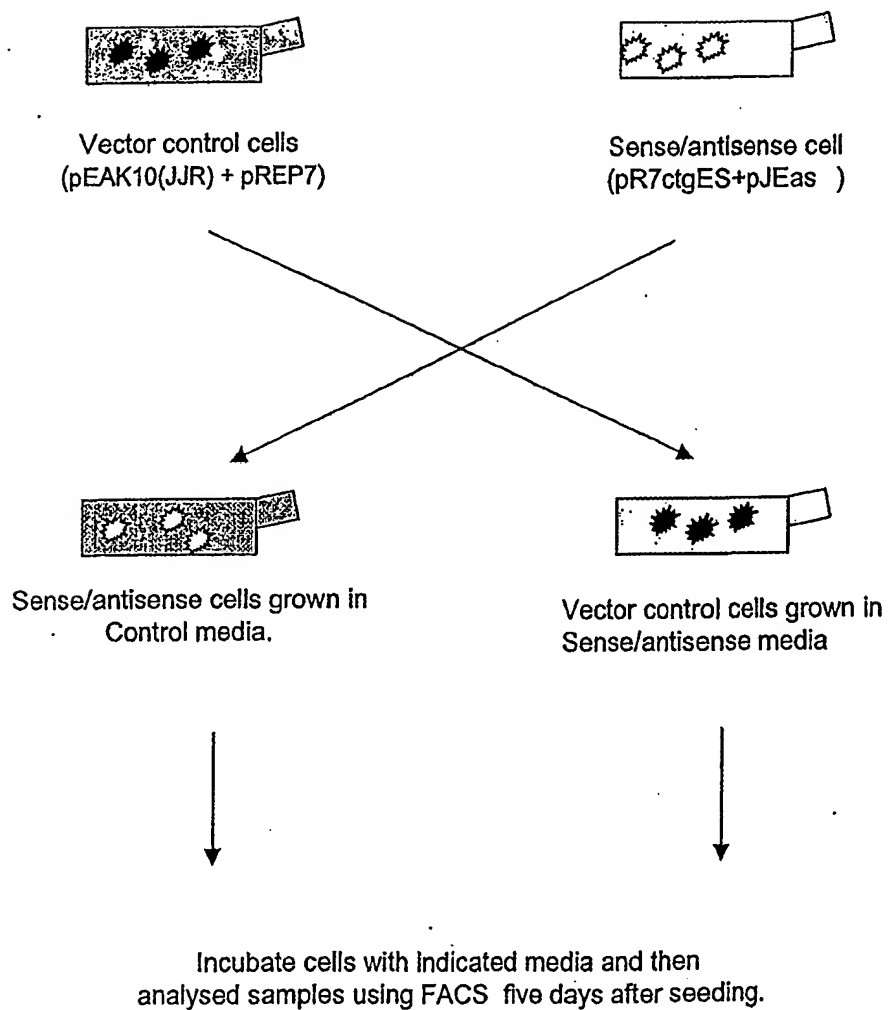 Vector control cells
(pEAK10(JJR) + pREP7)
Sense/antisense cell
(pR7ctgES+pJEas )
Sense/antisense cells grown in
Control media.
Vector control cells grown in
Sense/antisense media
Incubate cells with indicated media and then
analysed samples using FACS five days after seeding.